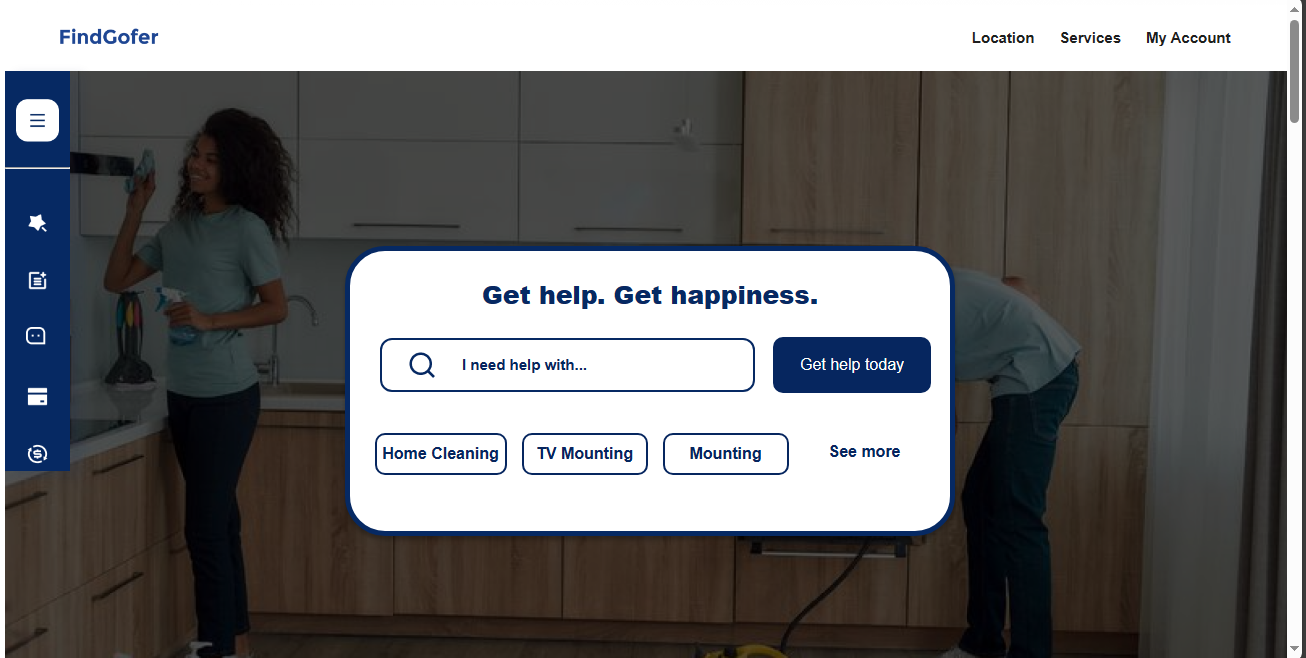 FindGofer
Location Services My Account
Get help. Get happiness.
I need help with...
Get help today
Home Cleaning
TV Mounting
Mounting
See more